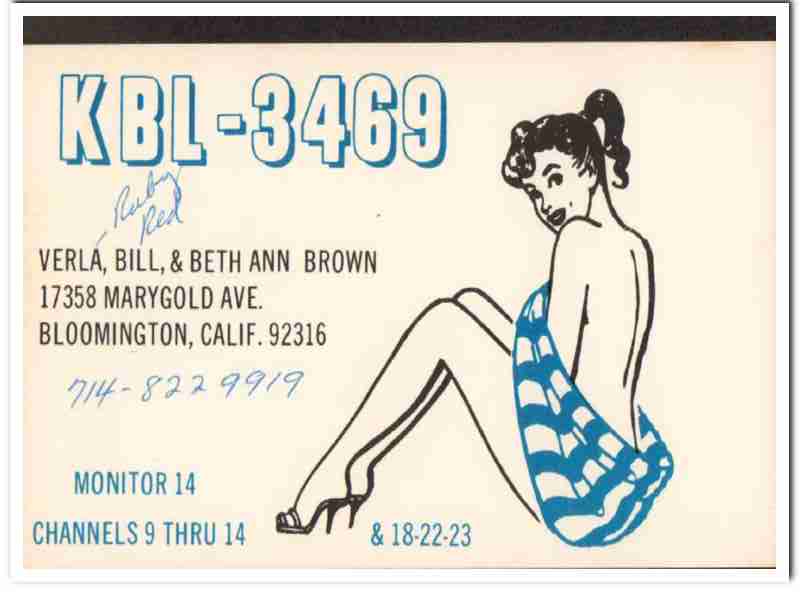 KBL-3469
Ruby
Red
VERLA, BILL, & BETH ANN BROWN
17358 MARYGOLD AVE.
BLOOMINGTON, CALIF. 92316
714-822 9919
MONITOR 14
CHANNELS 9 THRU 14 & 18-22-23